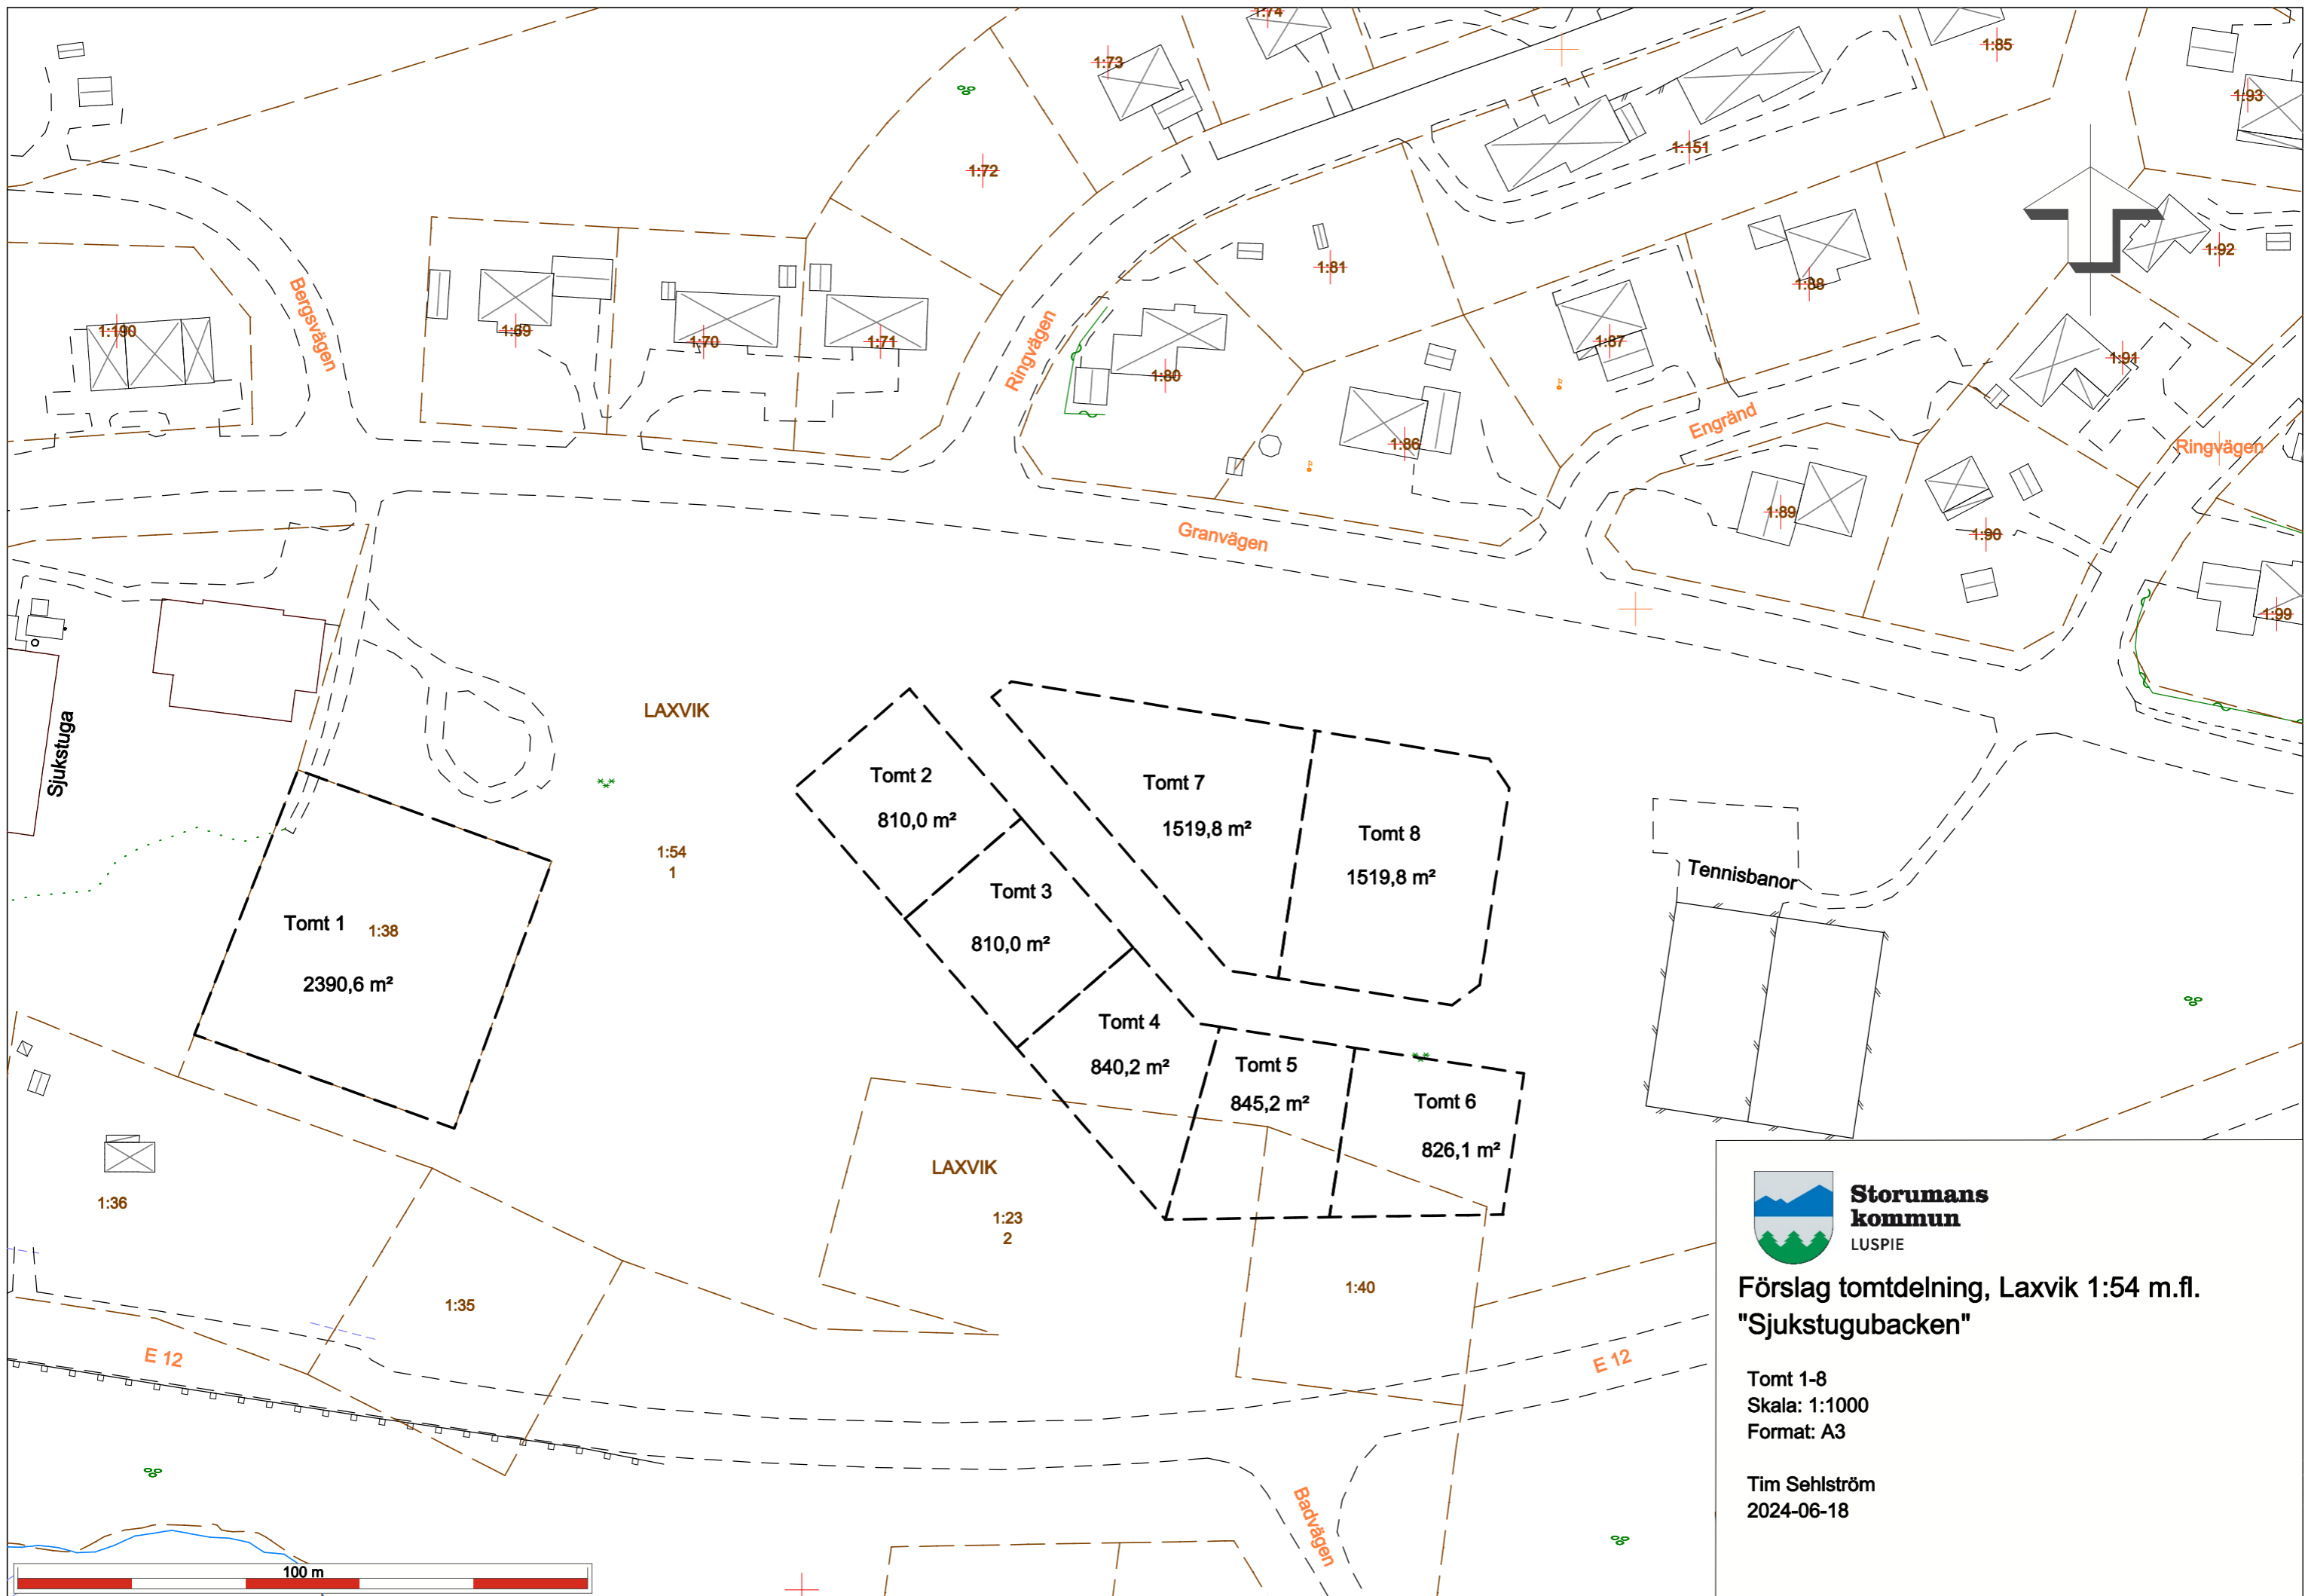 1:74
1:73
1:85
1:93
1:151
1:72
1:92
1:81
1:88
Bergsvägen
1:190
1:69
1:70
1:71
Ringvägen
1:80
1:87
1:91
Engränd
1:86
Ringvägen
1:89
1:90
Granvägen
1:99
LAXVIK
Sjukstuga
Tomt 2
810,0 m²
Tomt 7
1519,8 m²
Tomt 8
1519,8 m²
1:54
1
Tennisbanor
Tomt 3
810,0 m²
Tomt 1
1:38
2390,6 m²
Tomt 4
840,2 m²
Tomt 5
845,2 m²
Tomt 6
826,1 m²
LAXVIK
1:23
2
1:36
1:35
1:40
E 12
E 12
Badvägen
100 m
Storumans
kommun
LUSPIE
Förslag tomtdelning, Laxvik 1:54 m.fl.
"Sjukstugubacken"
Tomt 1-8
Skala: 1:1000
Format: A3
Tim Sehlström
2024-06-18